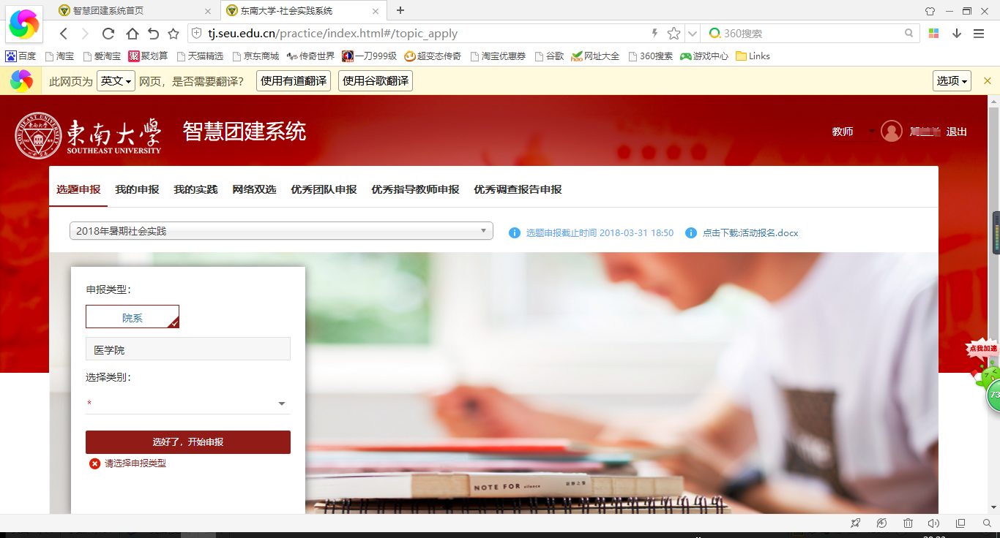 智慧团建系统首页
东南大学-社会实践系统
tj.seu.edu.cn/practice/index.html#/topic_apply
360搜索
百度 淘宝 爱淘宝 聚划算 天猫精选 京东商城 传奇世界 一刀999级 超变态传奇 淘宝优惠券 谷歌 网址大全 360搜索 游戏中心 Links
此网页为 英文 网页，是否需要翻译? 使用有道翻译 使用谷歌翻译 选项
東南大學
SOUTHEAST UNIVERSITY
智慧团建系统
教师 退出
选题申报 我的申报 我的实践 网络双选 优秀团队申报 优秀指导教师申报 优秀调查报告申报
2018年暑期社会实践
选题申报截止时间 2018-03-31 18:50
点击下载:活动报名.docx
申报类型：
院系
医学院
选择类别：
*
选好了，开始申报
请选择申报类型
NOTE FOR silence
点我加速
73